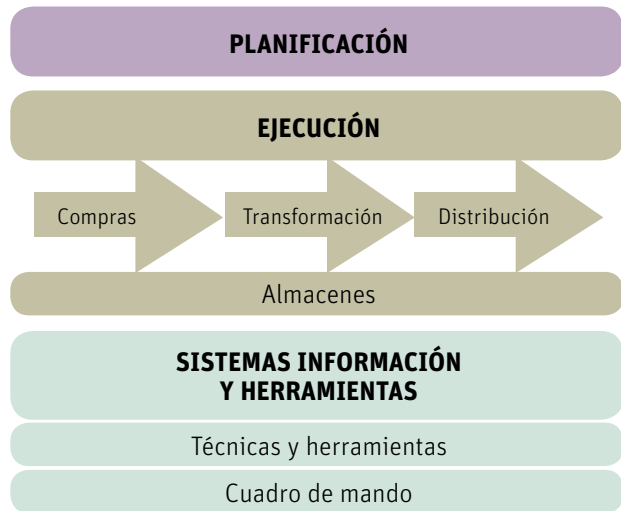 PLANIFICACIÓN
EJECUCIÓN
Compras
Transformación
Distribución
Almacenes
SISTEMAS INFORMACIÓN
Y HERRAMIENTAS
Técnicas y herramientas
Cuadro de mando